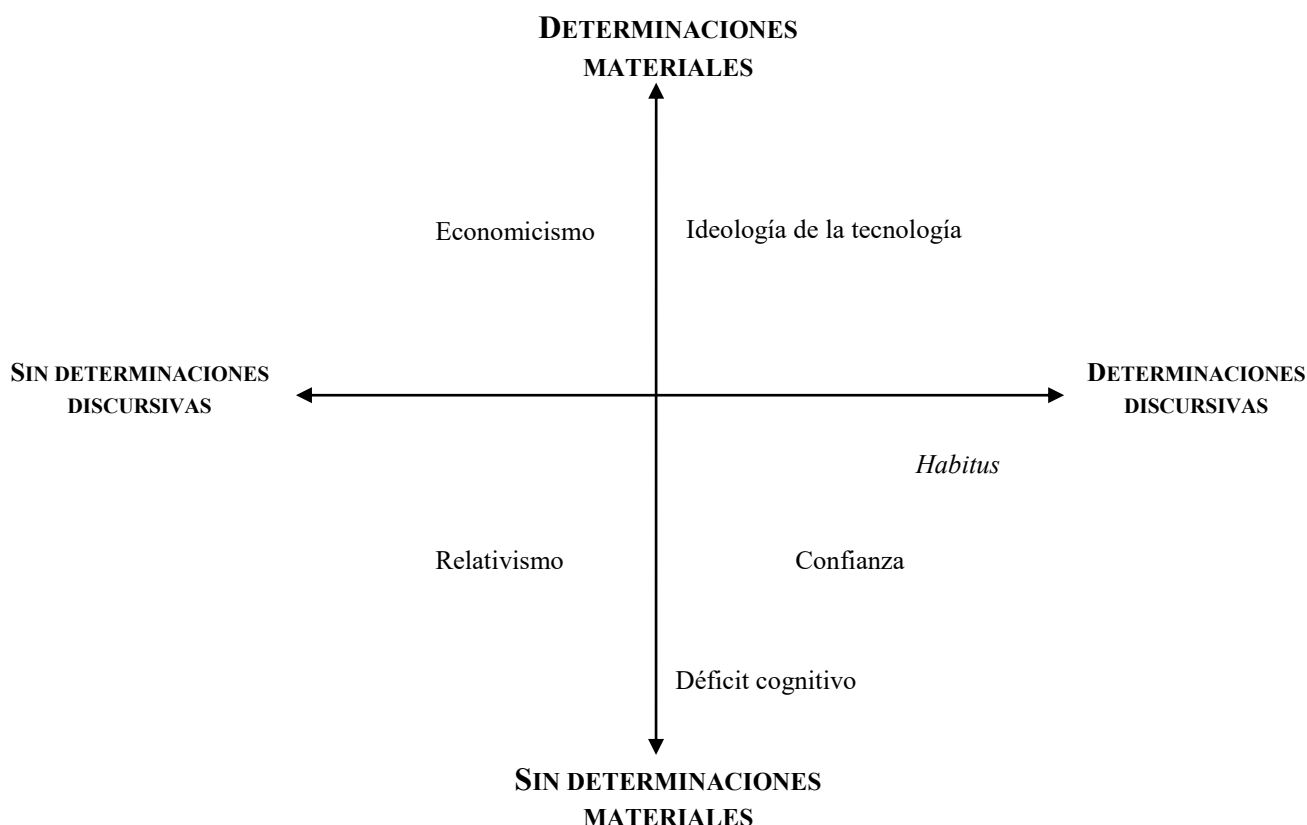 DETERMINACIONES
MATERIALES
Economicismo
Ideología de la tecnología
SIN DETERMINACIONES
DISCURSIVAS
DETERMINACIONES
DISCURSIVAS
Habitus
Relativismo
Confianza
Déficit cognitivo
SIN DETERMINACIONES
MATERIALES